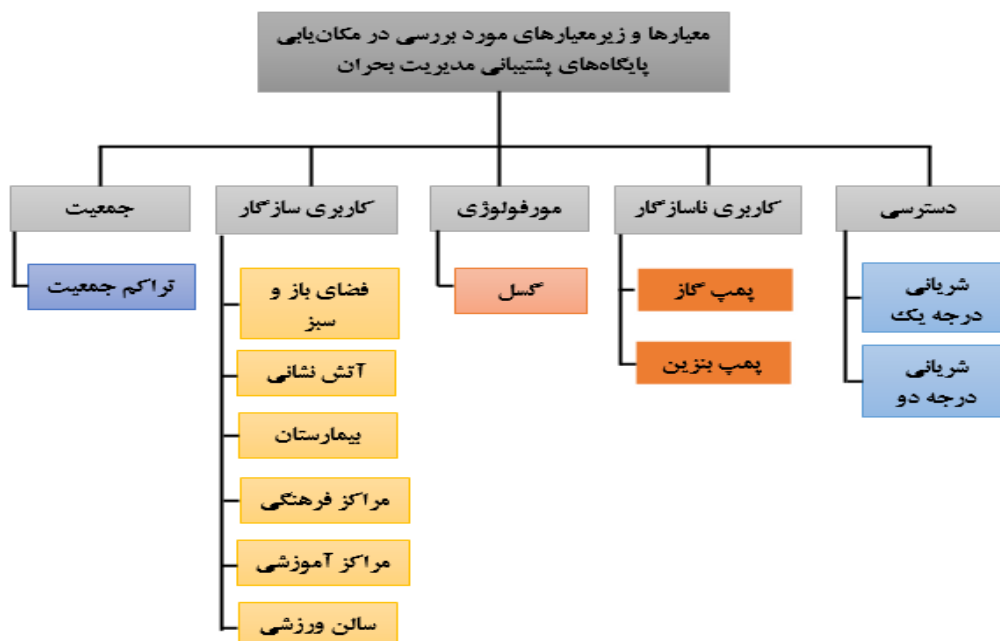 معیارها و زیرمعیارهای مورد بررسی در مکان‌یابی
پایگاه‌های پشتیبانی مدیریت بحران
دسترسی
کاربری ناسازگار
مورفولوژی
کاربری سازگار
جمعیت
شریانی
درجه یک
شریانی
درجه دو
پمپ گاز
پمپ بنزین
گسل
فضای باز و
سبز
آتش نشانی
بیمارستان
مراکز فرهنگی
مراکز آموزشی
سالن ورزشی
تراکم جمعیت